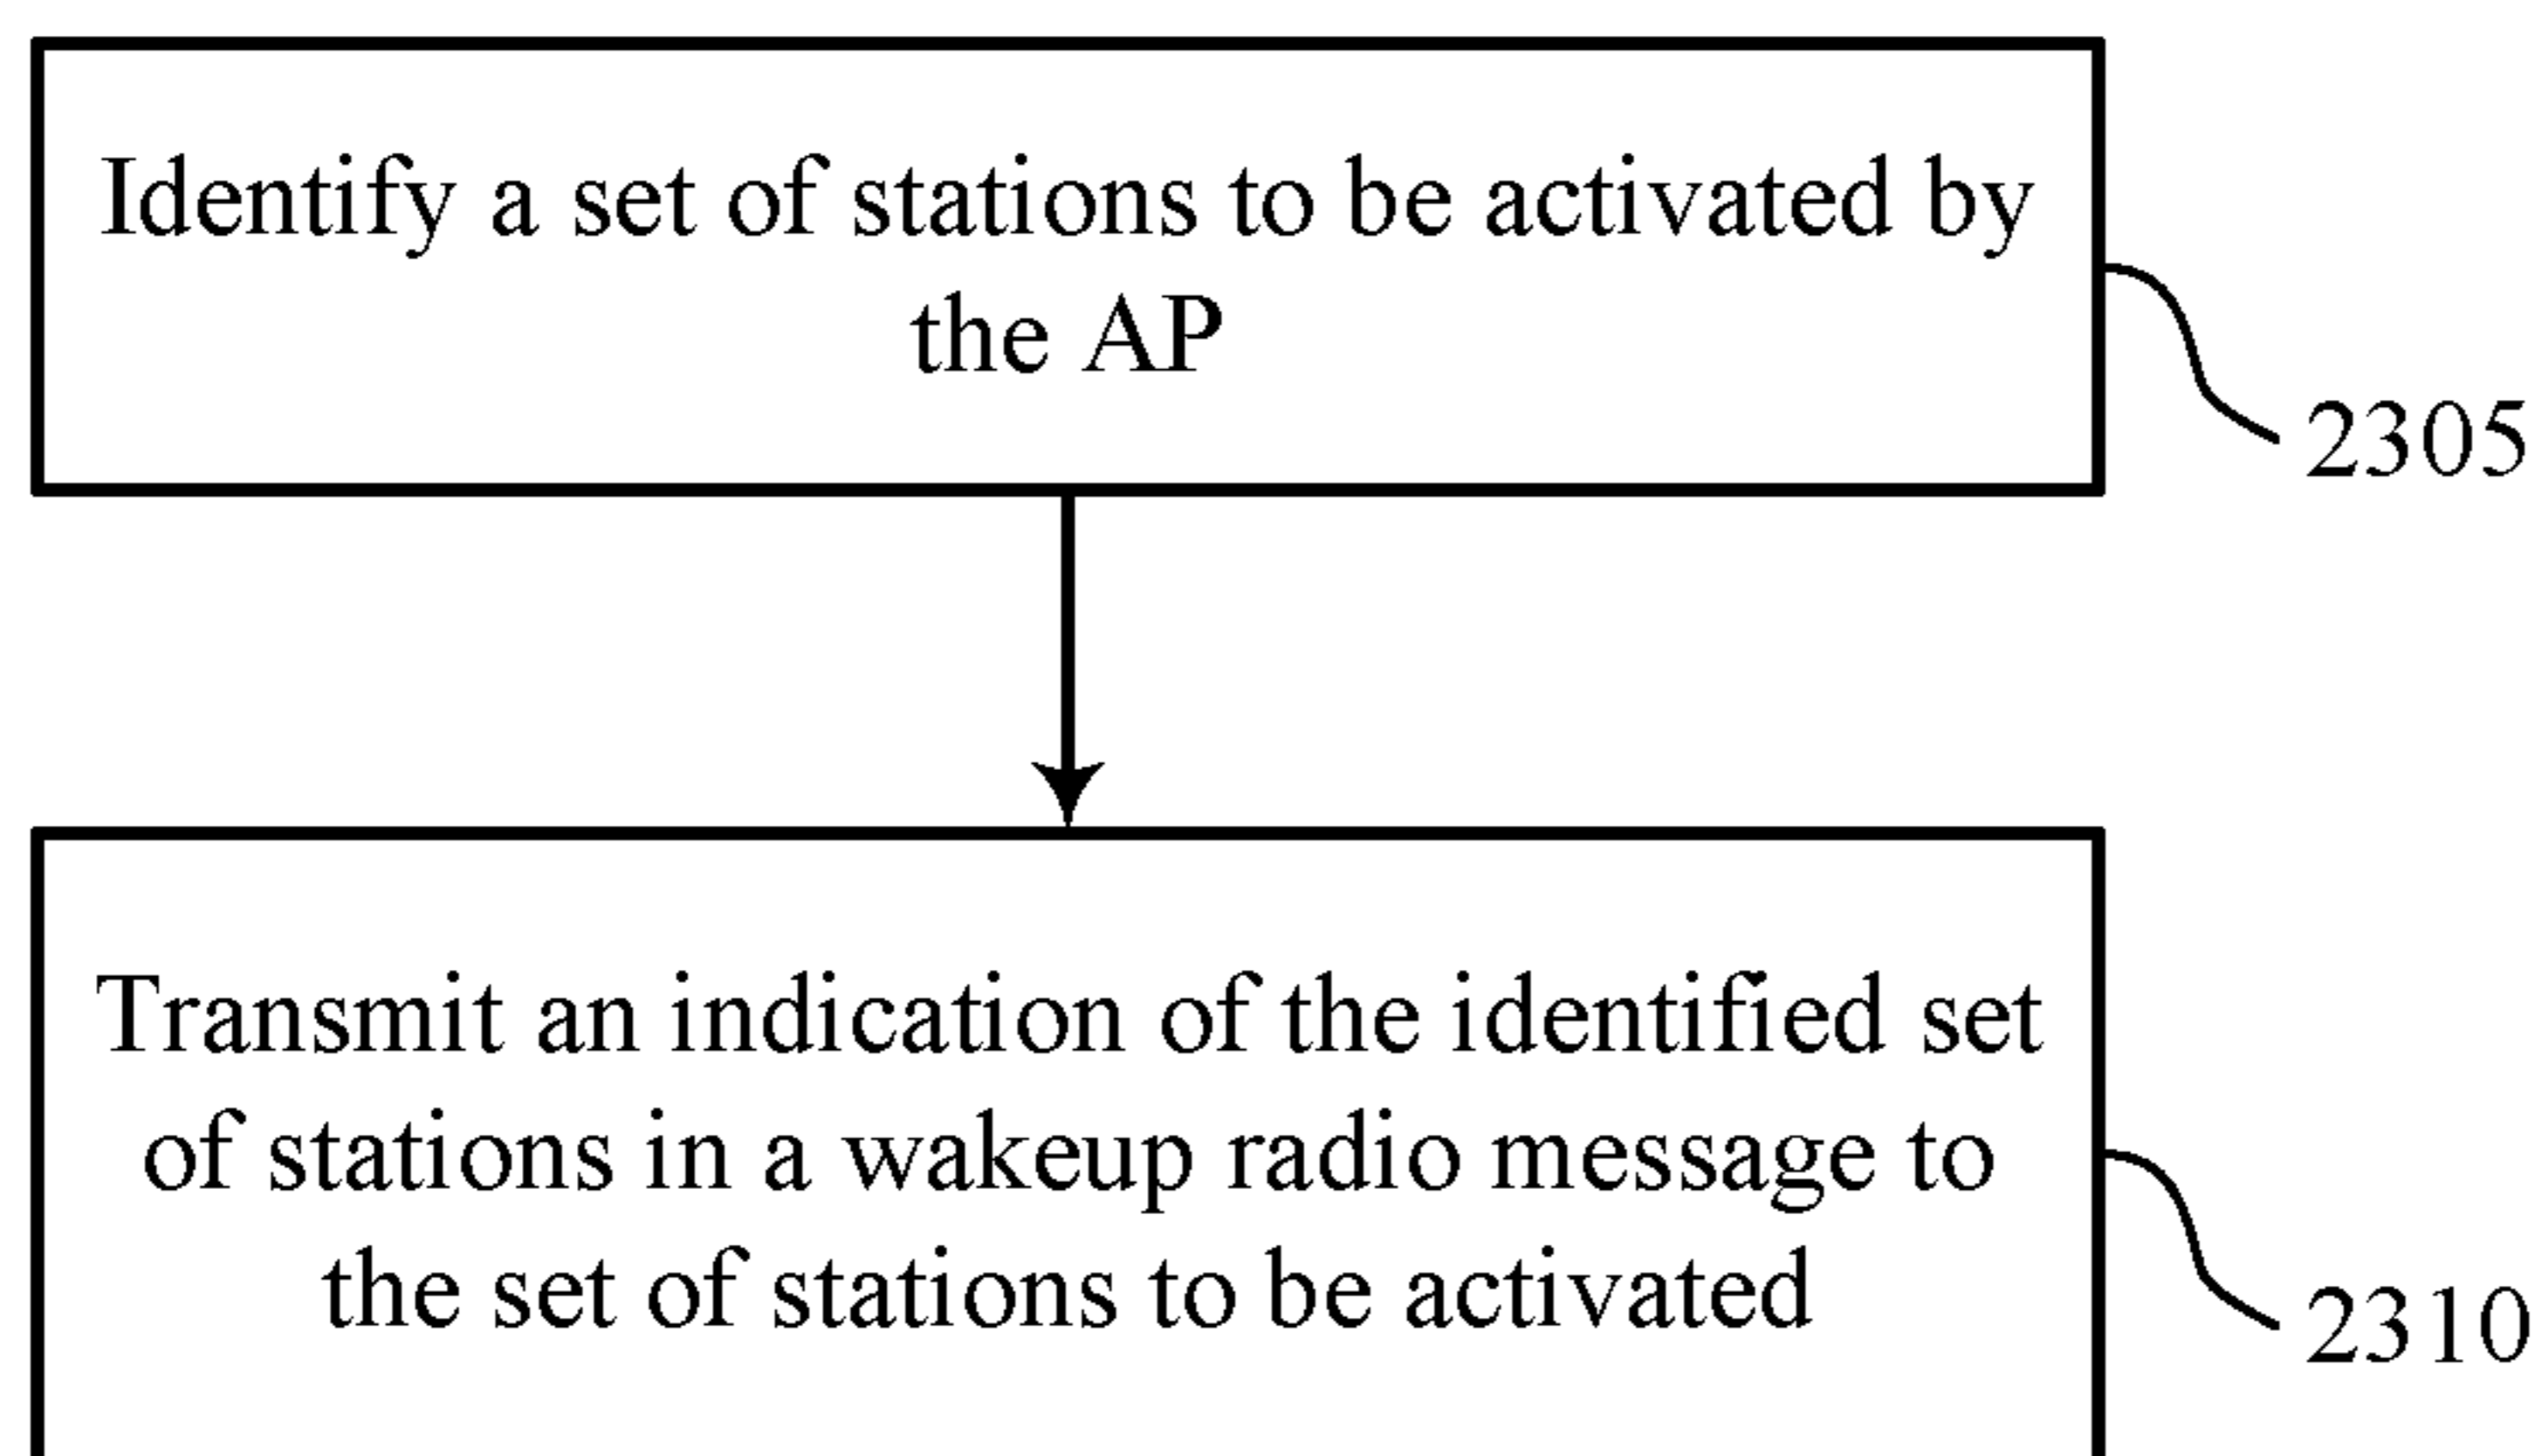 Identify a set of stations to be activated by
the AP
2305
Transmit an indication of the identified set
of stations in a wakeup radio message to
the set of stations to be activated
2310